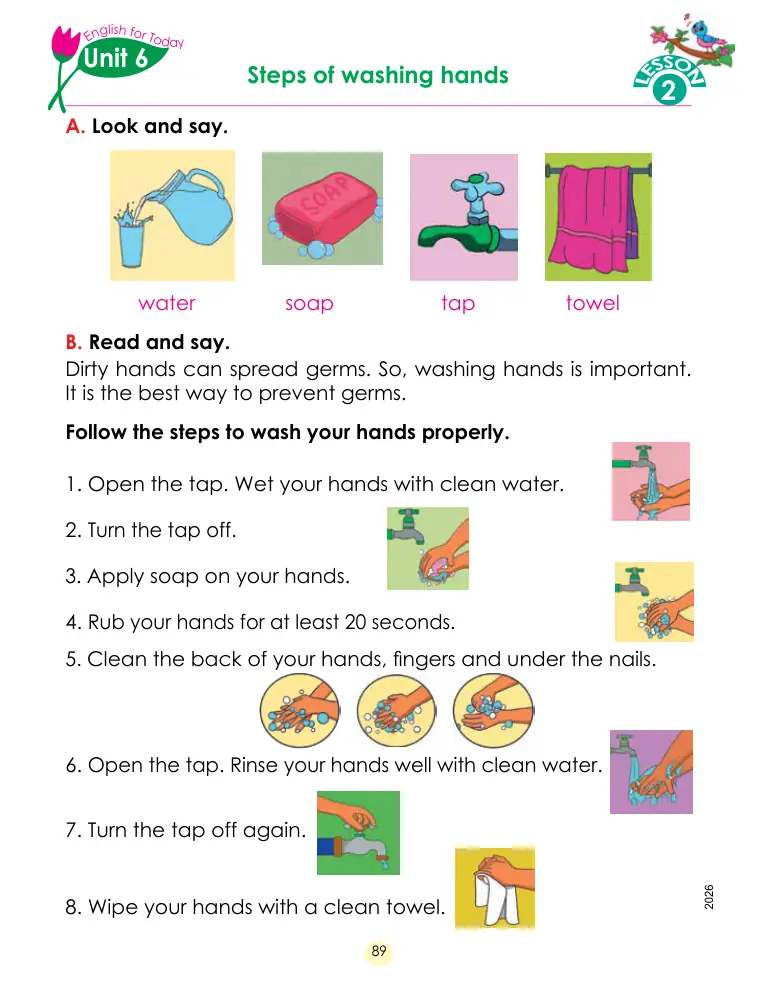 English for Today
Unit 6
Steps of washing hands
LESSON
2
A. Look and say.
SOAP
water soap tap towel
B. Read and say.
Dirty hands can spread germs. So, washing hands is important.
It is the best way to prevent germs.
Follow the steps to wash your hands properly.
1. Open the tap. Wet your hands with clean water.
2. Turn the tap off.
3. Apply soap on your hands.
4. Rub your hands for at least 20 seconds.
5. Clean the back of your hands, fingers and under the nails.
6. Open the tap. Rinse your hands well with clean water.
7. Turn the tap off again.
8. Wipe your hands with a clean towel.
2026
89